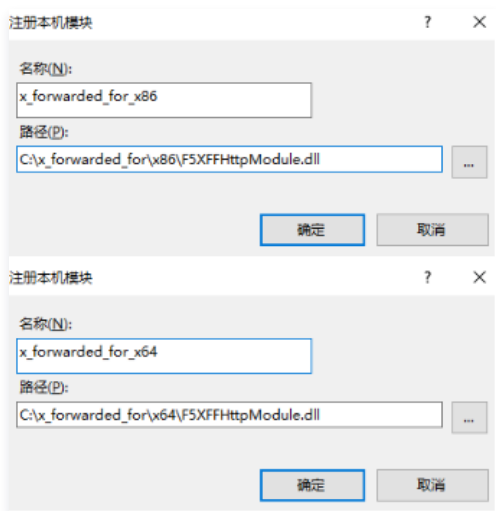 注册本机模块 ? ×
名称(N):
x_forwarded_for_x86
路径(P):
C:\x_forwarded_for\x86\F5XFFHttpModule.dll ...
确定 取消
注册本机模块 ? ×
名称(N):
x_forwarded_for_x64
路径(P):
C:\x_forwarded_for\x64\F5XFFHttpModule.dll ...
确定 取消